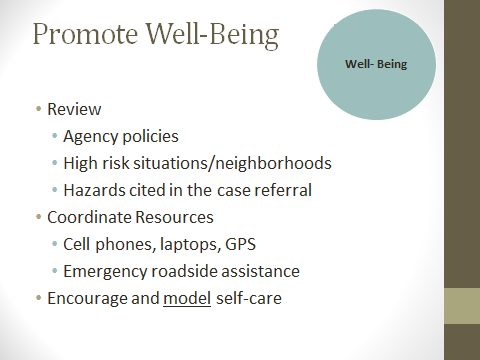 Promote Well-Being
Well- Being
• Review
• Agency policies
• High risk situations/neighborhoods
• Hazards cited in the case referral
• Coordinate Resources
• Cell phones, laptops, GPS
• Emergency roadside assistance
• Encourage and model self-care